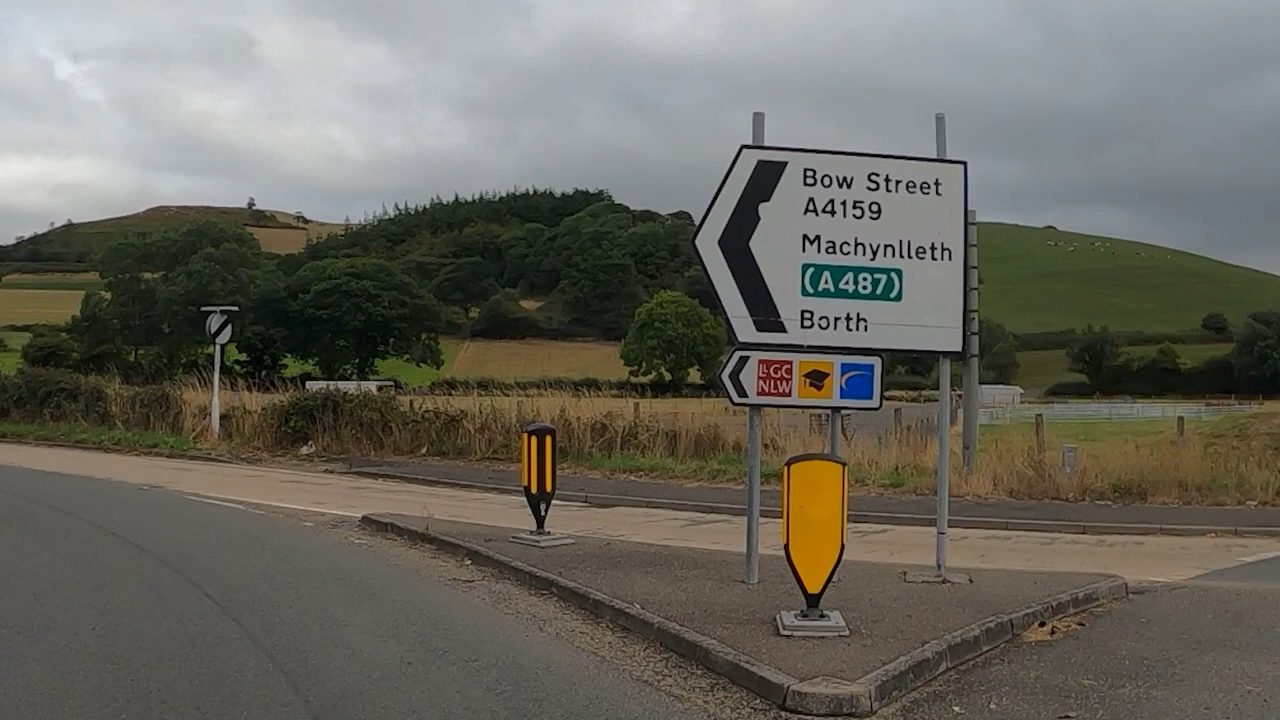 Bow Street
A4159
Machynlleth
(A487)
Borth
LLGC
NLW